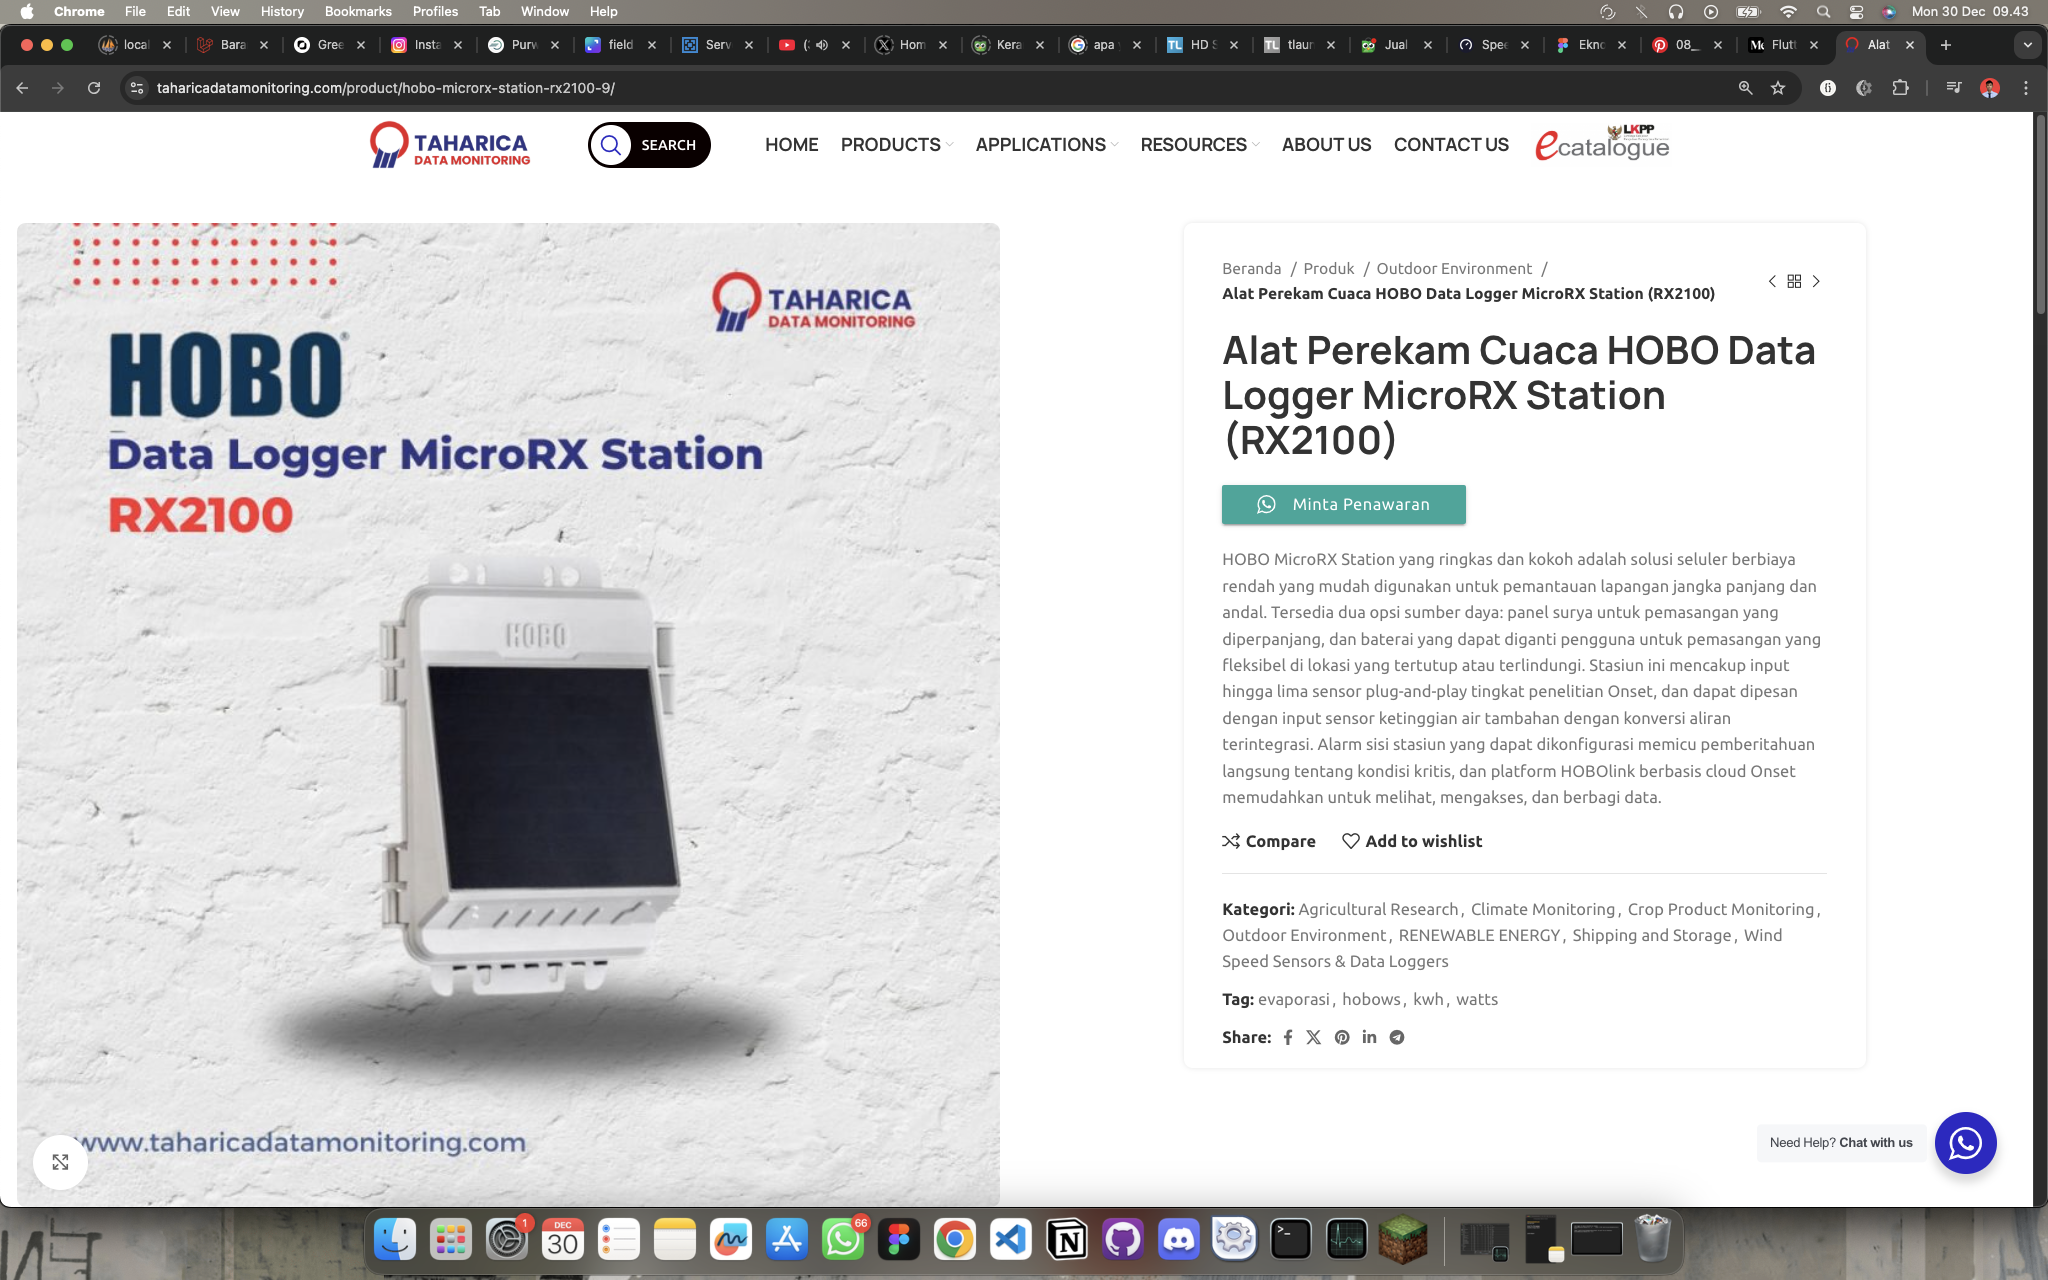 Chrome File Edit View History Bookmarks Profiles Tab Window Help Mon 30 Dec 09.43
local Bara Gree Insta Purw field Serv Hom Kera apa HD S tlaur Jual Spee Ekno 08_ Flutt Alat
taharicadatamonitoring.com/product/hobo-microrx-station-rx2100-9/
TAHARICA
DATA MONITORING
SEARCH
HOME PRODUCTS APPLICATIONS RESOURCES ABOUT US CONTACT US
LKPP
ecatalogue
TAHARICA
DATA MONITORING
HOBO®
Data Logger MicroRX Station
RX2100
HOBO
www.taharicadatamonitoring.com
Beranda / Produk / Outdoor Environment /
Alat Perekam Cuaca HOBO Data Logger MicroRX Station (RX2100)
Alat Perekam Cuaca HOBO Data
Logger MicroRX Station
(RX2100)
Minta Penawaran
HOBO MicroRX Station yang ringkas dan kokoh adalah solusi seluler berbiaya
rendah yang mudah digunakan untuk pemantauan lapangan jangka panjang dan
andal. Tersedia dua opsi sumber daya: panel surya untuk pemasangan yang
diperpanjang, dan baterai yang dapat diganti pengguna untuk pemasangan yang
fleksibel di lokasi yang tertutup atau terlindungi. Stasiun ini mencakup input
hingga lima sensor plug-and-play tingkat penelitian Onset, dan dapat dipesan
dengan input sensor ketinggian air tambahan dengan konversi aliran
terintegrasi. Alarm sisi stasiun yang dapat dikonfigurasi memicu pemberitahuan
langsung tentang kondisi kritis, dan platform HOBOlink berbasis cloud Onset
memudahkan untuk melihat, mengakses, dan berbagi data.
Compare Add to wishlist
Kategori: Agricultural Research, Climate Monitoring, Crop Product Monitoring,
Outdoor Environment, RENEWABLE ENERGY, Shipping and Storage, Wind
Speed Sensors & Data Loggers
Tag: evaporasi, hobows, kwh, watts
Share:
Need Help? Chat with us
1
DEC
30
66